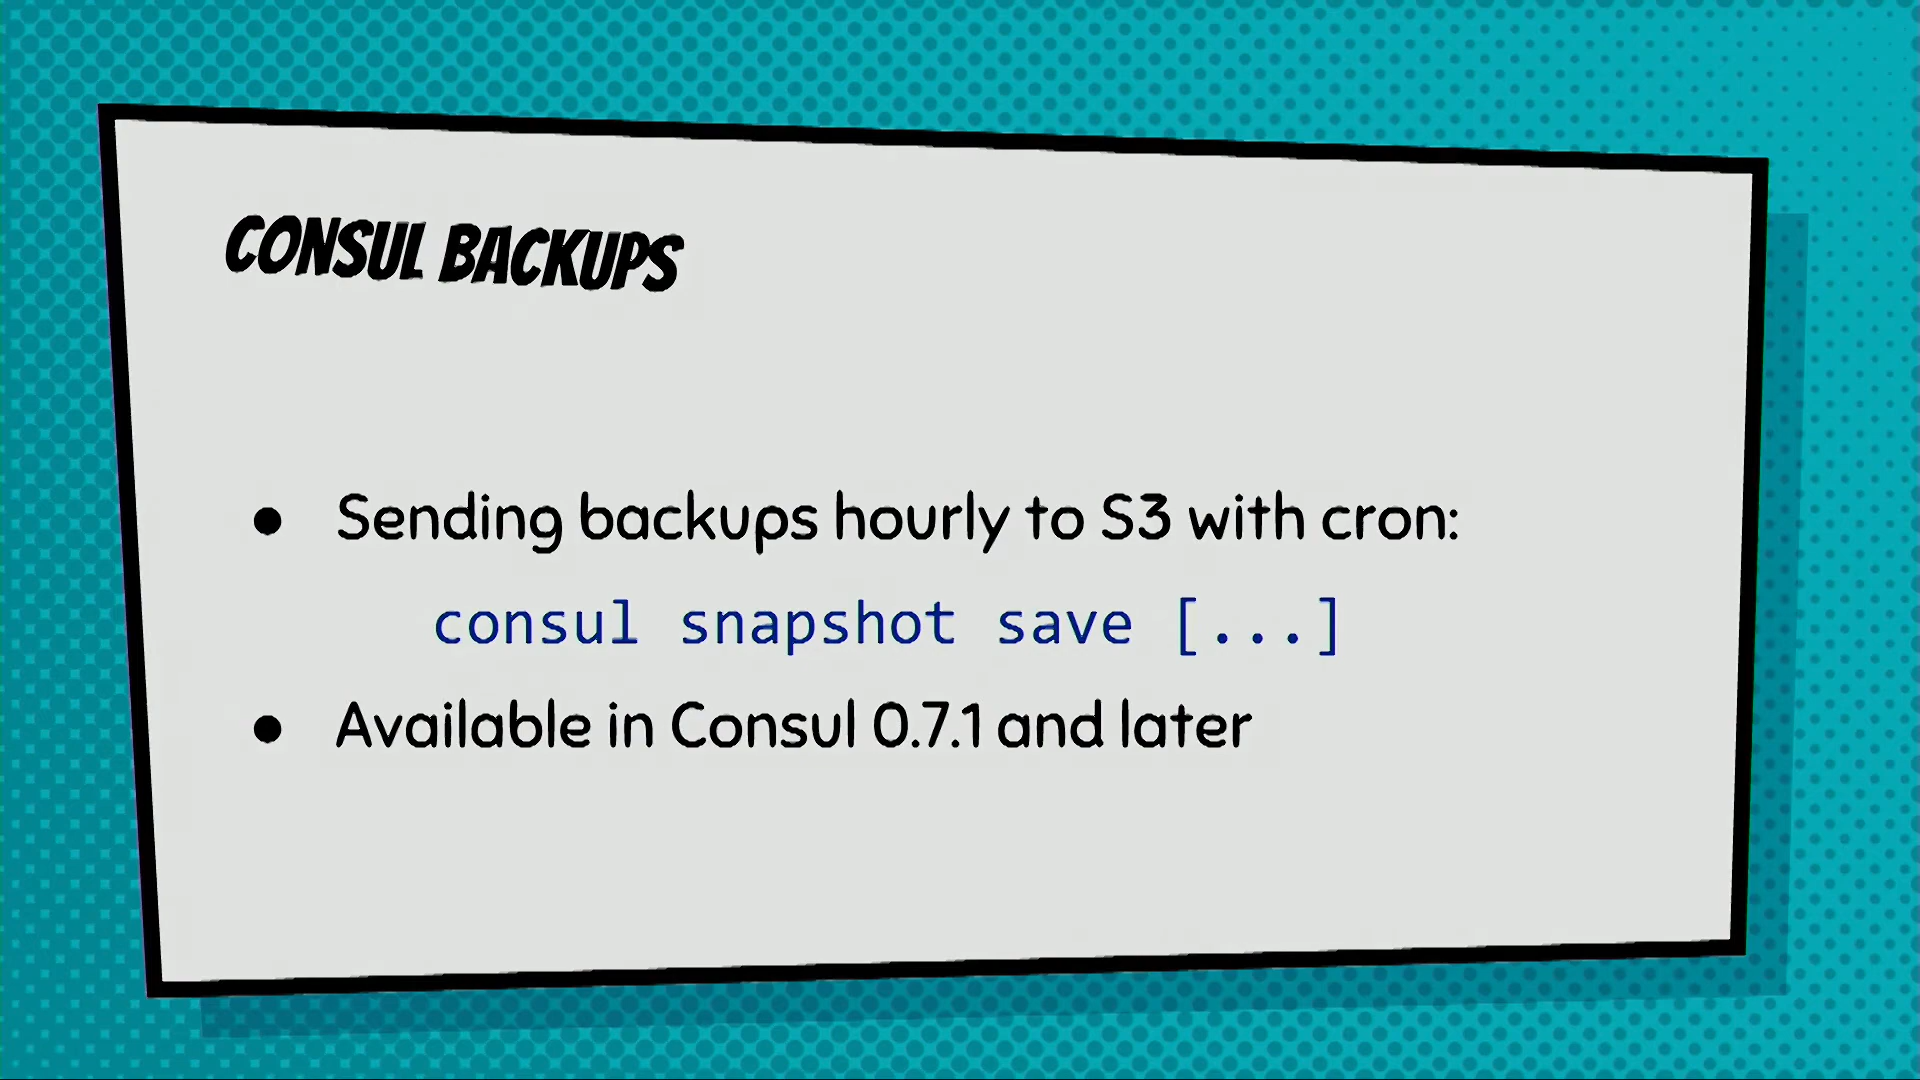 CONSUL BACKUPS
● Sending backups hourly to S3 with cron:
consul snapshot save [...]
● Available in Consul 0.7.1 and later